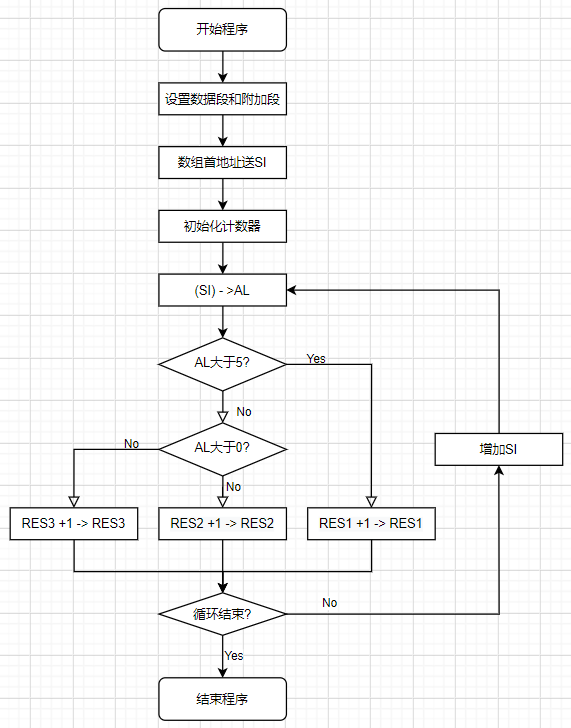 开始程序
设置数据段和附加段
数组首地址送SI
初始化计数器
(SI) - >AL
AL大于5?
Yes
No
AL大于0?
No
No
增加SI
RES3 +1 -> RES3
RES2 +1 -> RES2
RES1 +1 -> RES1
循环结束?
No
Yes
结束程序